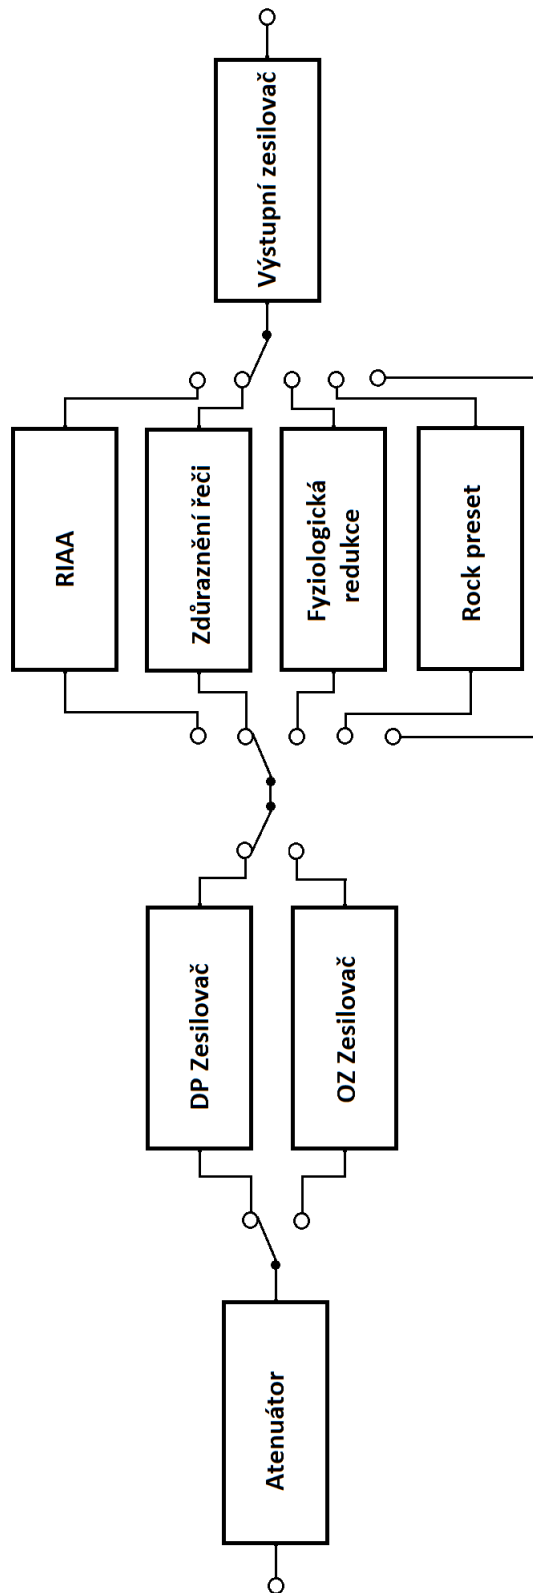 Atenuátor
DP Zesilovač
OZ Zesilovač
RIAA
Zdůraznění řeči
Fyziologická
redukce
Rock preset
Výstupní zesilovač